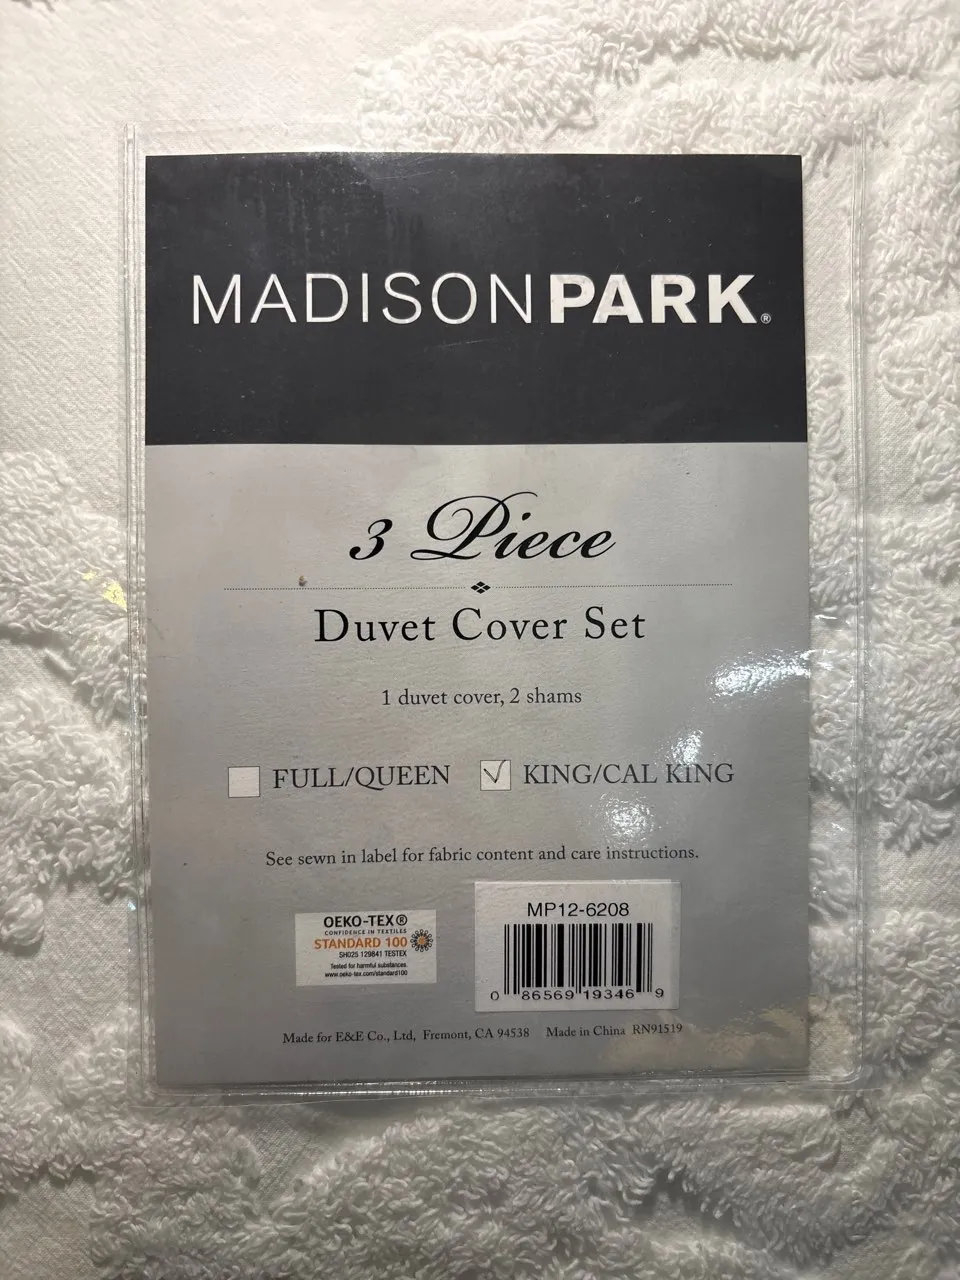 MADISONPARK®
3 Piece
Duvet Cover Set
1 duvet cover, 2 shams
FULL/QUEEN KING/CAL KING
See sewn in label for fabric content and care instructions.
OEKO-TEX®
CONFIDENCE IN TEXTILES
STANDARD 100
SH025 129841 TESTEX
Tested for harmful substances
www.oeko-tex.com/standard100
MP12-6208
0 86569 19346 9
Made for E&E Co., Ltd, Fremont, CA 94538 Made in China RN91519